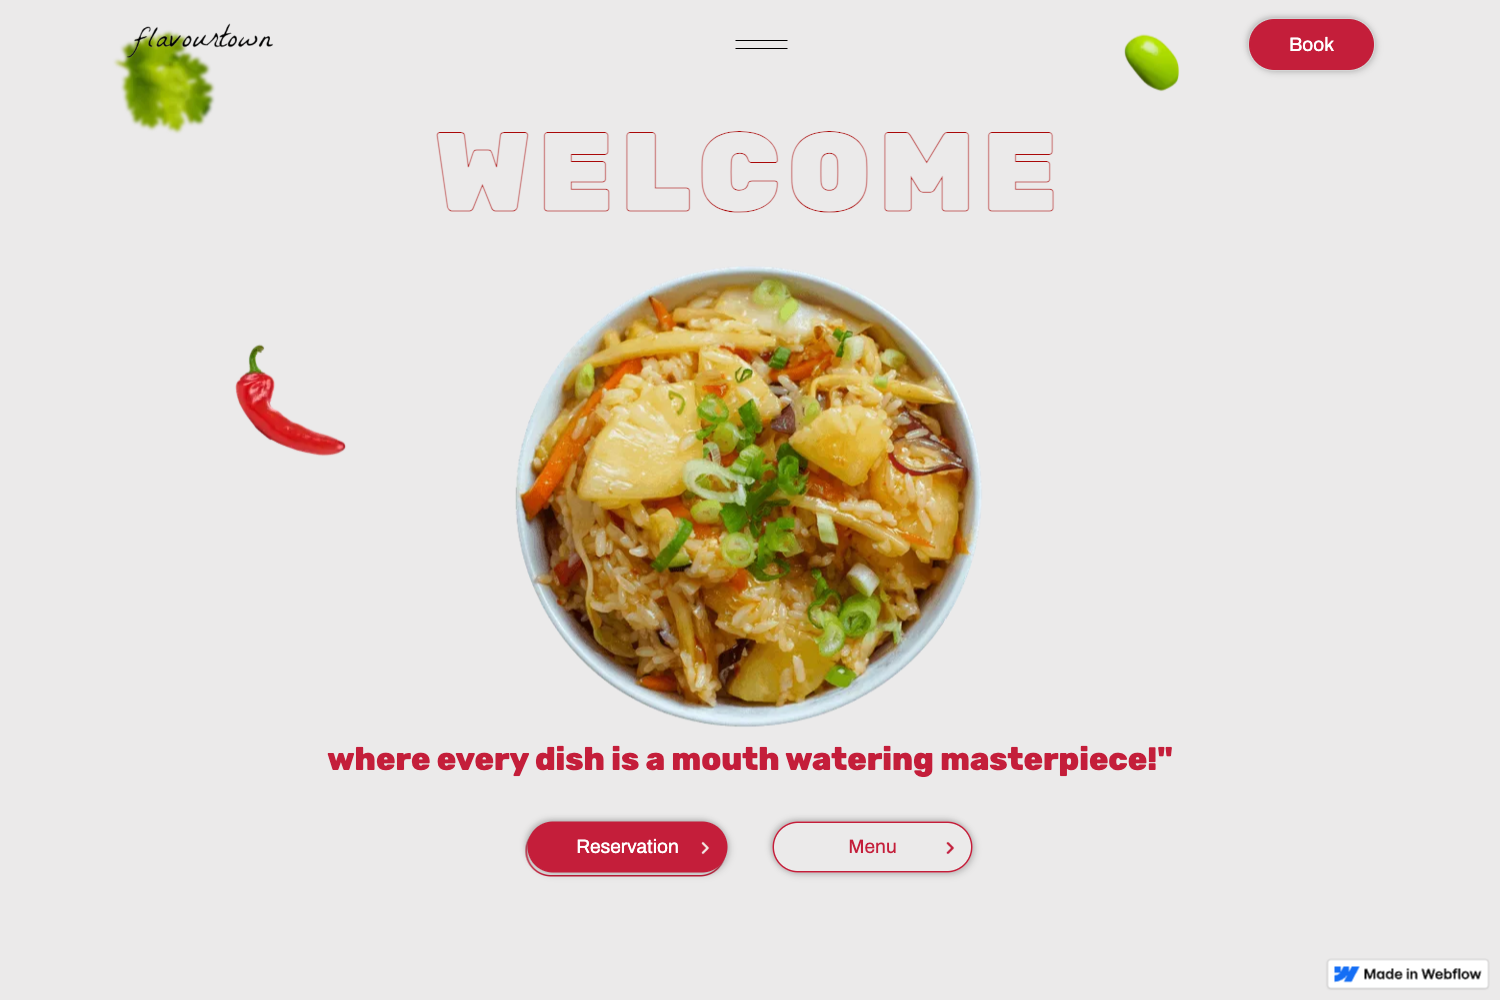 flavourtown
Book
WELCOME
where every dish is a mouth watering masterpiece!"
Reservation
Menu
Made in Webflow